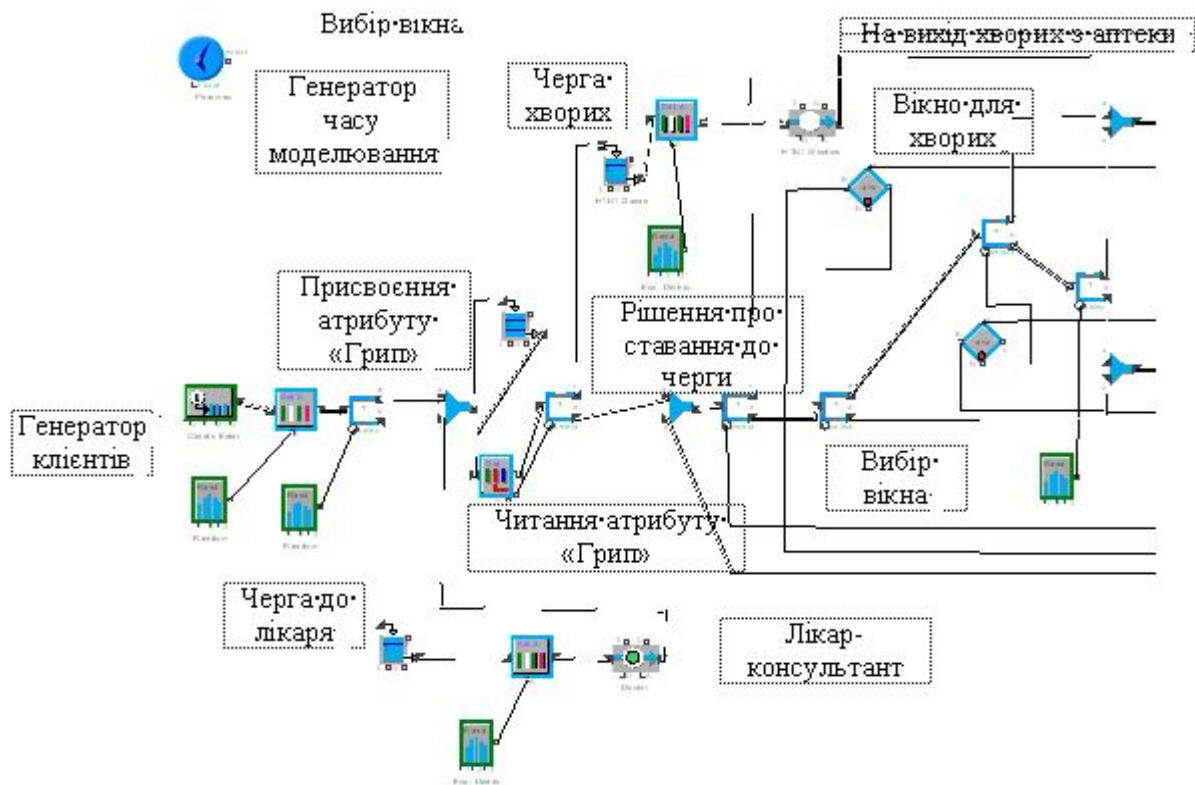 Вибір·вікна
На·вихід·хворих·з·аптеки
Генератор
часу
моделювання
Черга·
хворих
Вікно·для·
хворих
Присвоєння·
атрибуту·
«Грип»
Рішення·про·
ставання·до·
черги
Генератор·
клієнтів
Вибір·
вікна
Читання·атрибуту·
«Грип»
Черга·до·
лікаря
Лікар-
консультант